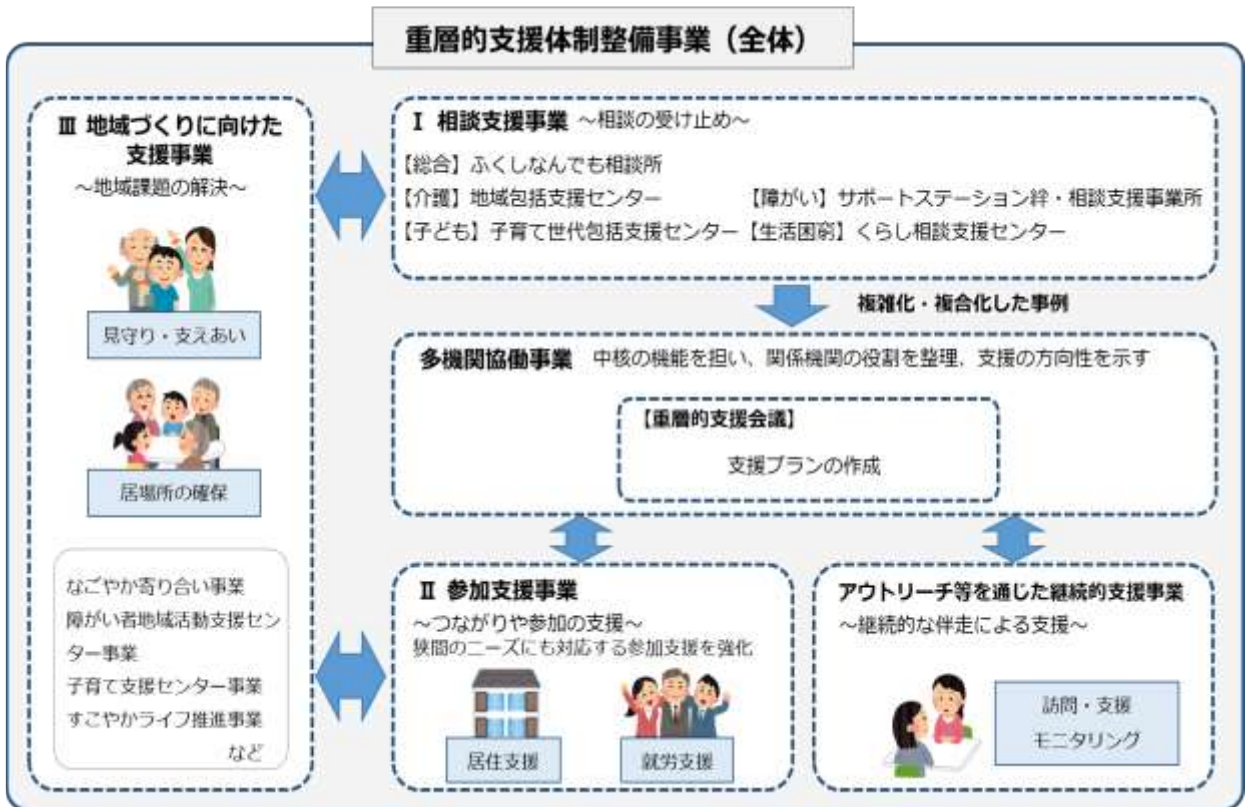 重層的支援体制整備事業（全体）
Ⅲ 地域づくりに向けた
支援事業
～地域課題の解決～
見守り・支えあい
居場所の確保
なごやか寄り合い事業
障がい者地域活動支援セン
ター事業
子育て支援センター事業
すこやかライフ推進事業
など
Ⅰ 相談支援事業 ～相談の受け止め～
【総合】ふくしなんでも相談所
【介護】地域包括支援センター 【障がい】サポートステーション絆・相談支援事業所
【子ども】子育て世代包括支援センター 【生活困窮】くらし相談支援センター
複雑化・複合化した事例
多機関協働事業 中核の機能を担い、関係機関の役割を整理、支援の方向性を示す
【重層的支援会議】
支援プランの作成
Ⅱ 参加支援事業
～つながりや参加の支援～
狭間のニーズにも対応する参加支援を強化
居住支援
就労支援
アウトリーチ等を通じた継続的支援事業
～継続的な伴走による支援～
訪問・支援
モニタリング